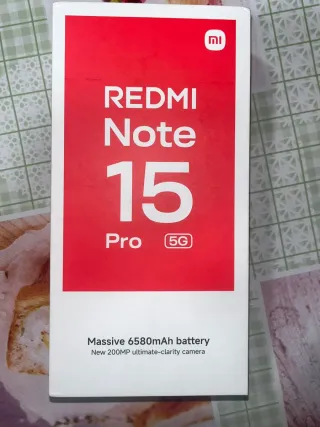 mi
REDMI
Note
15
Pro 5G
Massive 6580mAh battery
New 200MP ultimate-clarity camera